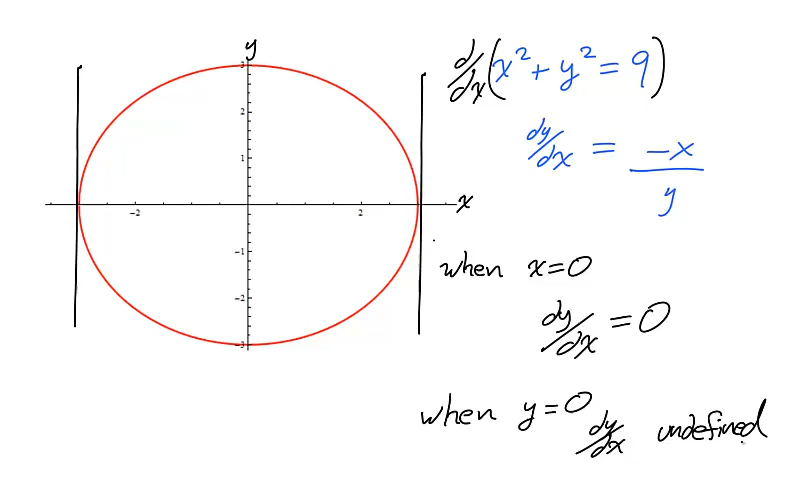 y
3
2
1
-2
2
x
-1
-2
-3
d/dx(x² + y² = 9)
dy/dx = -x/y
when x=0
dy/dx = 0
when y=0 dy/dx undefined